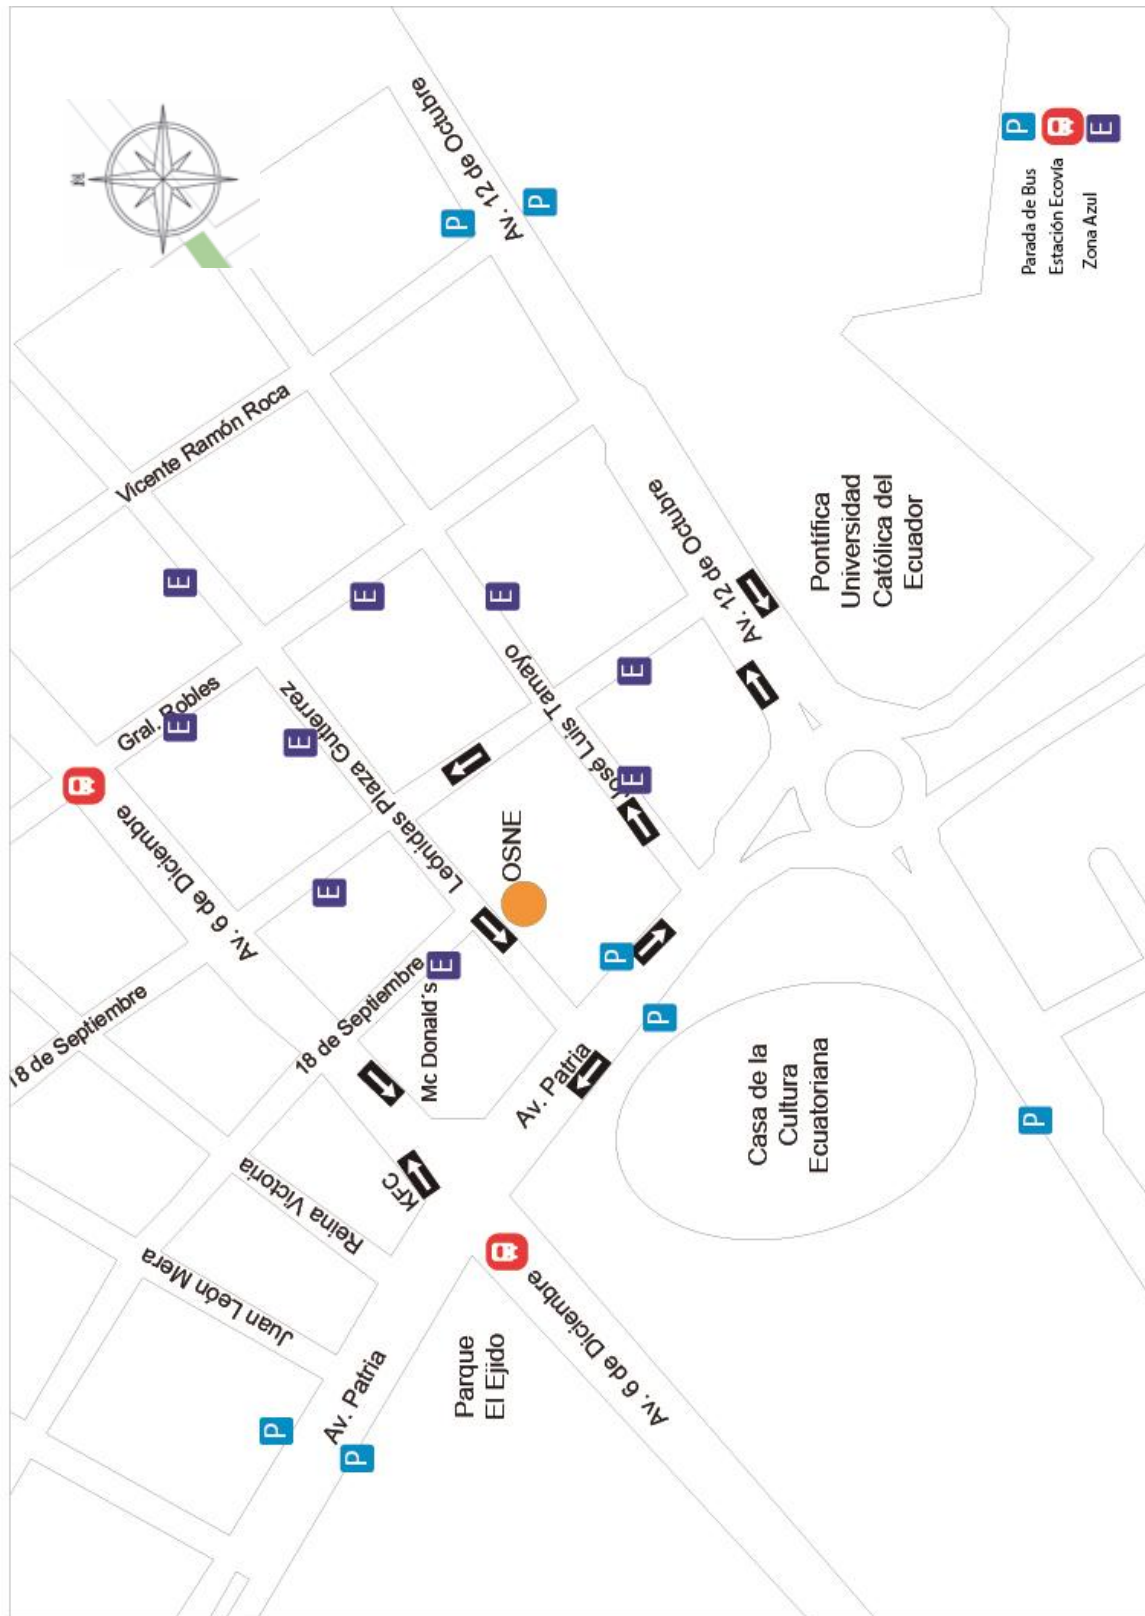 N
18 de Septiembre
Gral. Robles
E
E
Av. 6 de Diciembre
Vicente Ramón Roca
Juan León Mera
P
Reina Victoria
E
E
18 de Septiembre
E
Leónidas Plaza Gutierrez
Av. Patria
P
KFC
Mc Donald´s
E
P
Av. 12 de Octubre
P
Parque
El Ejido
OSNE
E
Av. Patria
José Luis Tamayo
E
E
Av. 6 de Diciembre
P
P
Av. 12 de Octubre
Casa de la
Cultura
Ecuatoriana
Pontífica
Universidad
Católica del
Ecuador
P
Parada de Bus P
Estación Ecovía
Zona Azul E